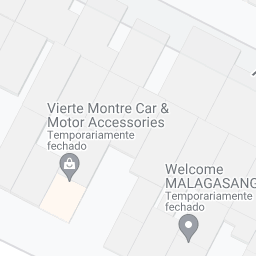 Vierte Montre Car &
Motor Accessories
Temporariamente
fechado
Welcome
MALAGASANG
Temporariamente
fechado